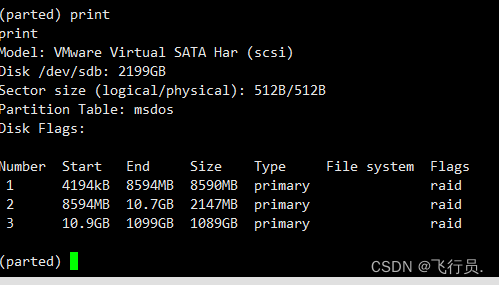 (parted) print
print
Model: VMware Virtual SATA Har (scsi)
Disk /dev/sdb: 2199GB
Sector size (logical/physical): 512B/512B
Partition Table: msdos
Disk Flags:
Number  Start   End     Size    Type     File system  Flags
 1      4194kB  8594MB  8590MB  primary               raid
 2      8594MB  10.7GB  2147MB  primary               raid
 3      10.9GB  1099GB  1089GB  primary               raid
(parted)
CSDN @飞行员.